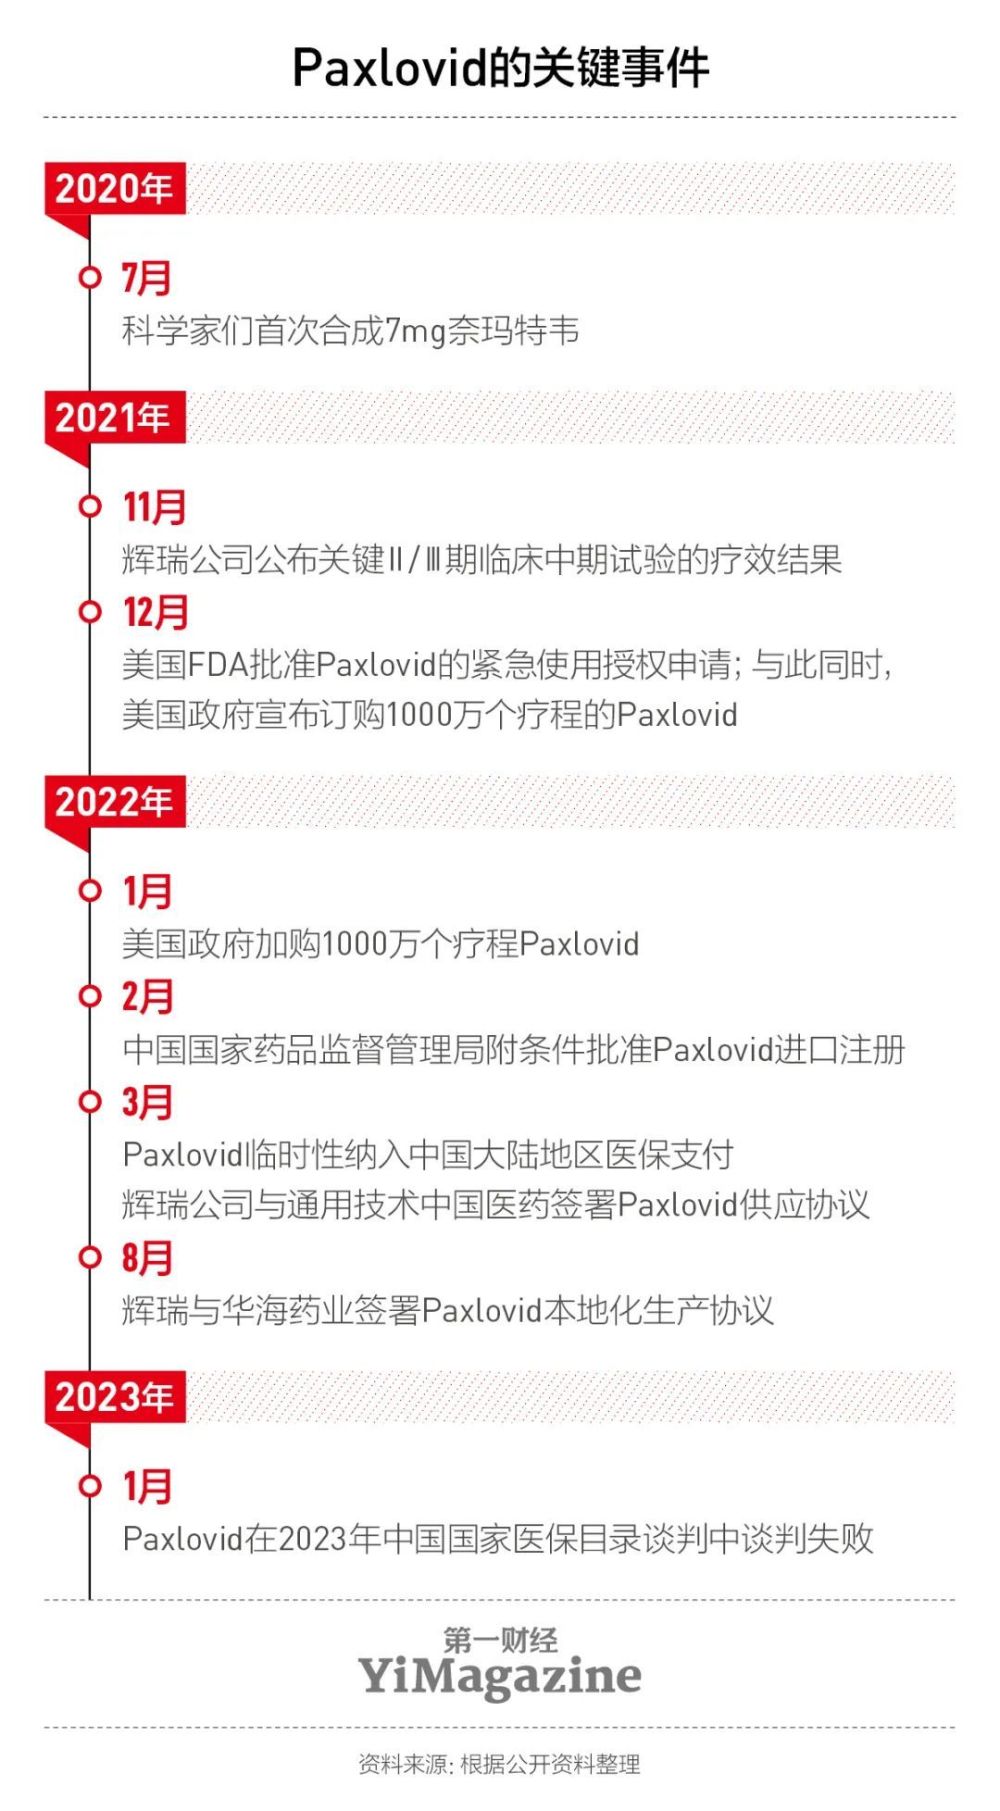 Paxlovid的关键事件
2020年
7月
科学家们首次合成7mg奈玛特韦
2021年
11月
辉瑞公司公布关键Ⅱ/Ⅲ期临床中期试验的疗效结果
12月
美国FDA批准Paxlovid的紧急使用授权申请；与此同时，
美国政府宣布订购1000万个疗程的Paxlovid
2022年
1月
美国政府加购1000万个疗程Paxlovid
2月
中国国家药品监督管理局附条件批准Paxlovid进口注册
3月
Paxlovid临时性纳入中国大陆地区医保支付
辉瑞公司与通用技术中国医药签署Paxlovid供应协议
8月
辉瑞与华海药业签署Paxlovid本地化生产协议
2023年
1月
Paxlovid在2023年中国国家医保目录谈判中谈判失败
第一财经
YiMagazine
资料来源：根据公开资料整理